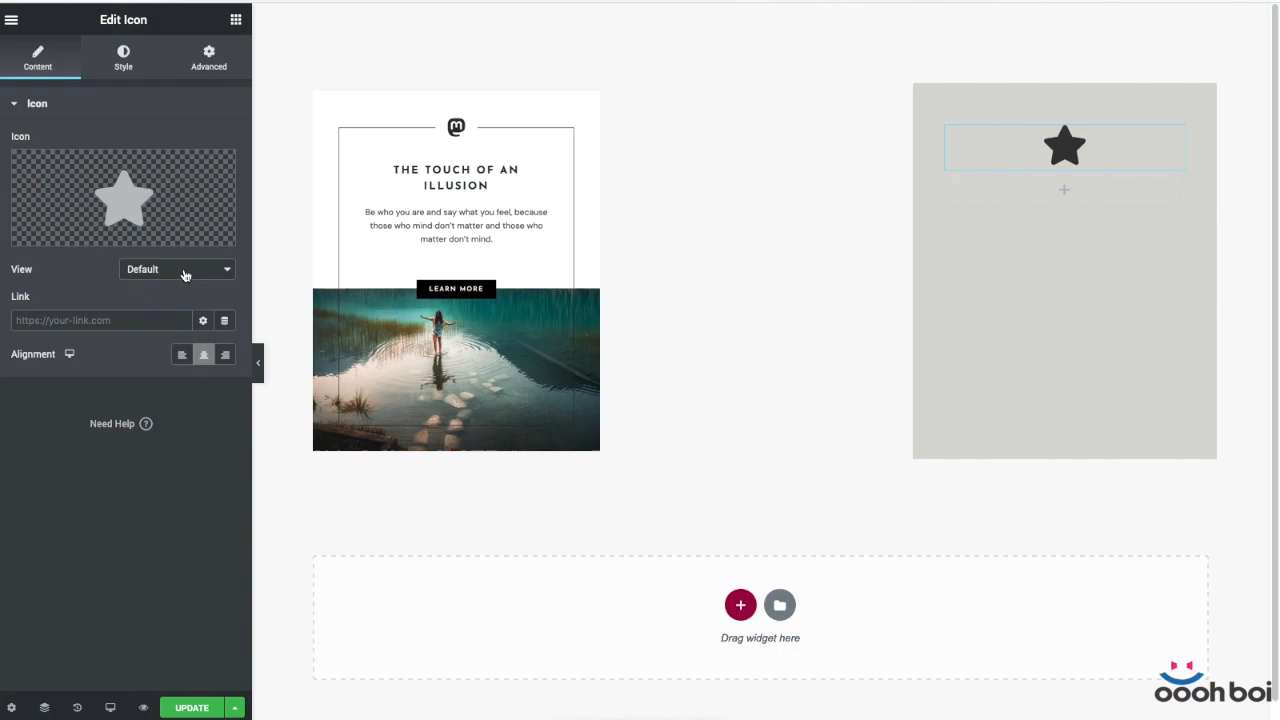 Edit Icon
Content
Style
Advanced
Icon
Icon
View
Default
Link
https://your-link.com
Alignment
Need Help
?
UPDATE
THE TOUCH OF AN
ILLUSION
Be who you are and say what you feel, because
those who mind don't matter and those who
matter don't mind.
LEARN MORE
Drag widget here
oooh boi